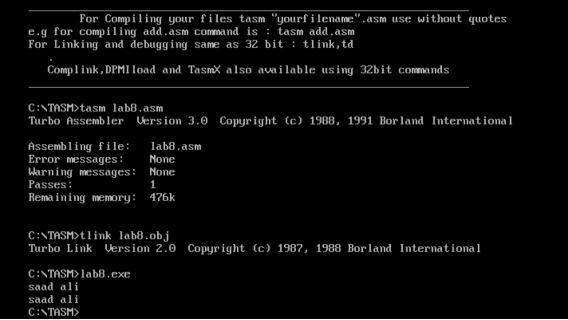 For Compiling your files tasm "yourfilename".asm use without quotes
e.g for compiling add.asm command is : tasm add.asm
For Linking and debugging same as 32 bit : tlink,td
.
Complink,DPMIload and TasmX also available using 32bit commands
C:\TASM>tasm lab8.asm
Turbo Assembler  Version 3.0  Copyright (c) 1988, 1991 Borland International
Assembling file:   lab8.asm
Error messages:    None
Warning messages:  None
Passes:            1
Remaining memory:  476k
C:\TASM>tlink lab8.obj
Turbo Link  Version 2.0  Copyright (c) 1987, 1988 Borland International
C:\TASM>lab8.exe
saad ali
saad ali
C:\TASM>